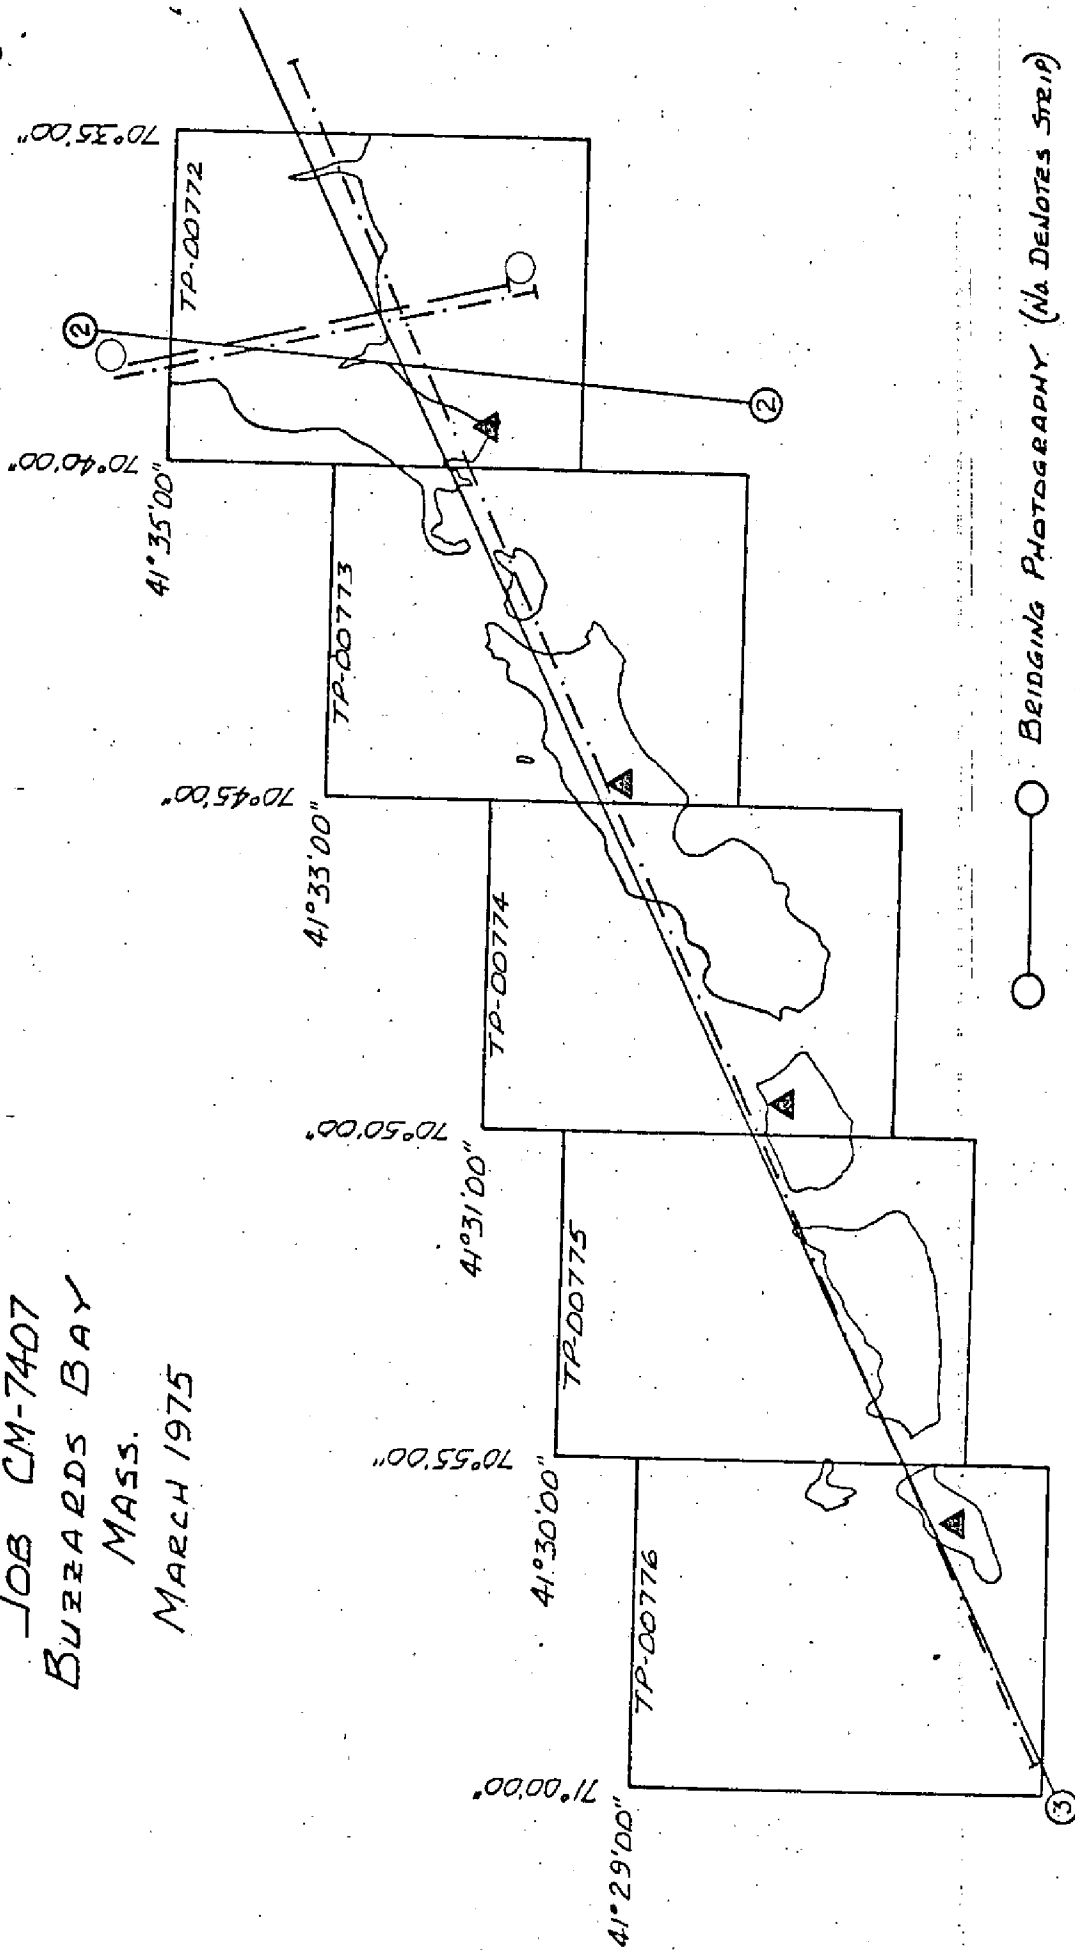 JOB CM-7407
BUZZARDS BAY
MASS.
MARCH 1975
70°35'00"
TP-00772
70°40'00"
41°35'00"
TP-00773
70°45'00"
41°33'00"
TP-00774
70°50'00"
41°31'00"
TP-00775
70°55'00"
41°30'00"
TP-00776
71°00'00"
41°29'00"
2
2
3
BRIDGING PHOTOGRAPHY (No. DENOTES STRIP)